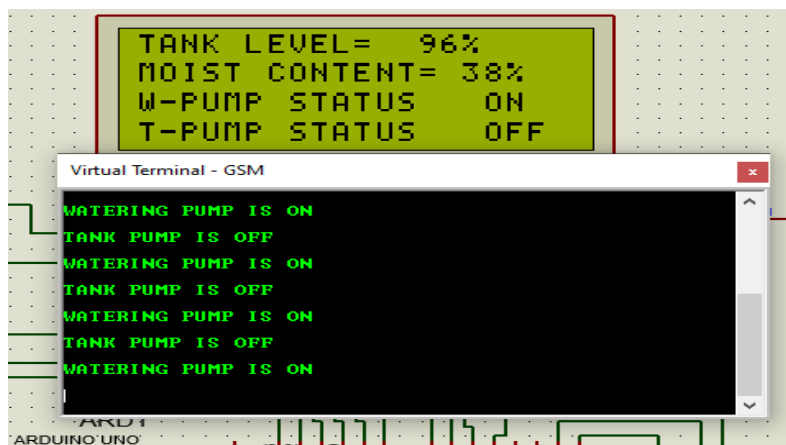 TANK LEVEL=   96%
MOIST CONTENT= 38%
W-PUMP STATUS   ON
T-PUMP STATUS   OFF
Virtual Terminal - GSM
WATERING PUMP IS ON
TANK PUMP IS OFF
WATERING PUMP IS ON
TANK PUMP IS OFF
WATERING PUMP IS ON
TANK PUMP IS OFF
WATERING PUMP IS ON
ARD1
ARDUINO UNO